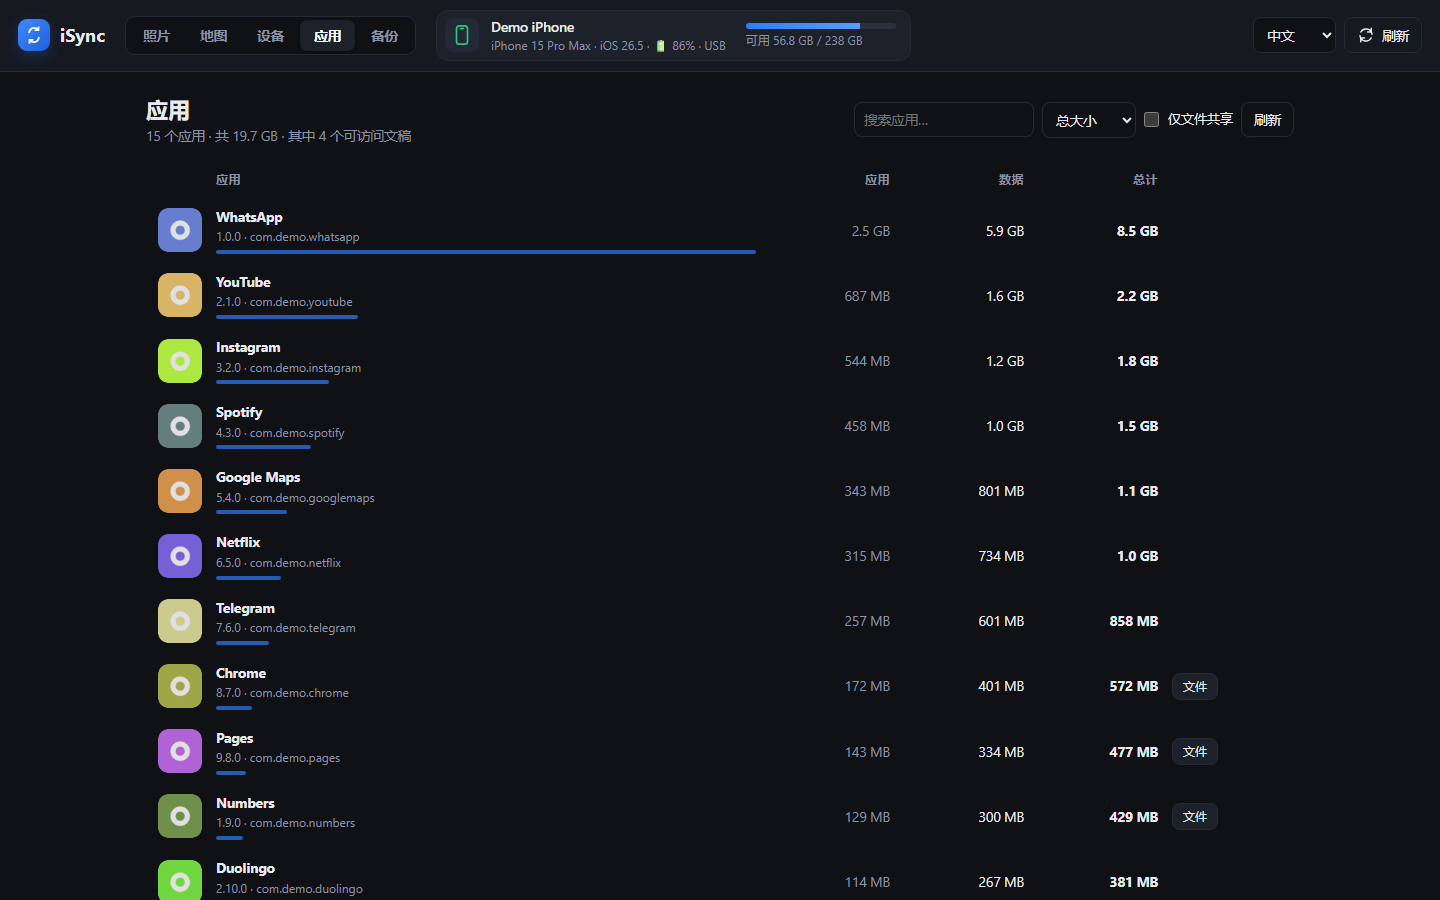 iSync
照片 地图 设备 应用 备份
Demo iPhone
iPhone 15 Pro Max · iOS 26.5 · 86% · USB
可用 56.8 GB / 238 GB
中文
刷新
应用
15 个应用 · 共 19.7 GB · 其中 4 个可访问文稿
搜索应用...
总大小
仅文件共享
刷新
应用 应用 数据 总计
WhatsApp
1.0.0 · com.demo.whatsapp
2.5 GB 5.9 GB 8.5 GB
YouTube
2.1.0 · com.demo.youtube
687 MB 1.6 GB 2.2 GB
Instagram
3.2.0 · com.demo.instagram
544 MB 1.2 GB 1.8 GB
Spotify
4.3.0 · com.demo.spotify
458 MB 1.0 GB 1.5 GB
Google Maps
5.4.0 · com.demo.googlemaps
343 MB 801 MB 1.1 GB
Netflix
6.5.0 · com.demo.netflix
315 MB 734 MB 1.0 GB
Telegram
7.6.0 · com.demo.telegram
257 MB 601 MB 858 MB
Chrome
8.7.0 · com.demo.chrome
172 MB 401 MB 572 MB 文件
Pages
9.8.0 · com.demo.pages
143 MB 334 MB 477 MB 文件
Numbers
1.9.0 · com.demo.numbers
129 MB 300 MB 429 MB 文件
Duolingo
2.10.0 · com.demo.duolingo
114 MB 267 MB 381 MB